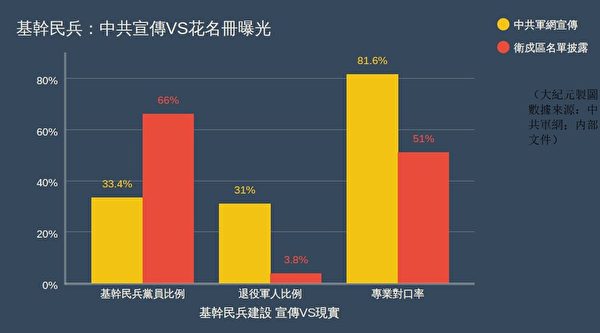 基幹民兵：中共宣傳VS花名冊曝光
中共軍網宣傳
衛戍區名單披露
（大紀元製圖
數據來源：中
共軍網；内部
文件）
80%
60%
40%
20%
0%
33.4%
66%
31%
3.8%
81.6%
51%
基幹民兵黨員比例
退役軍人比例
專業對口率
基幹民兵建設 宣傳VS現實